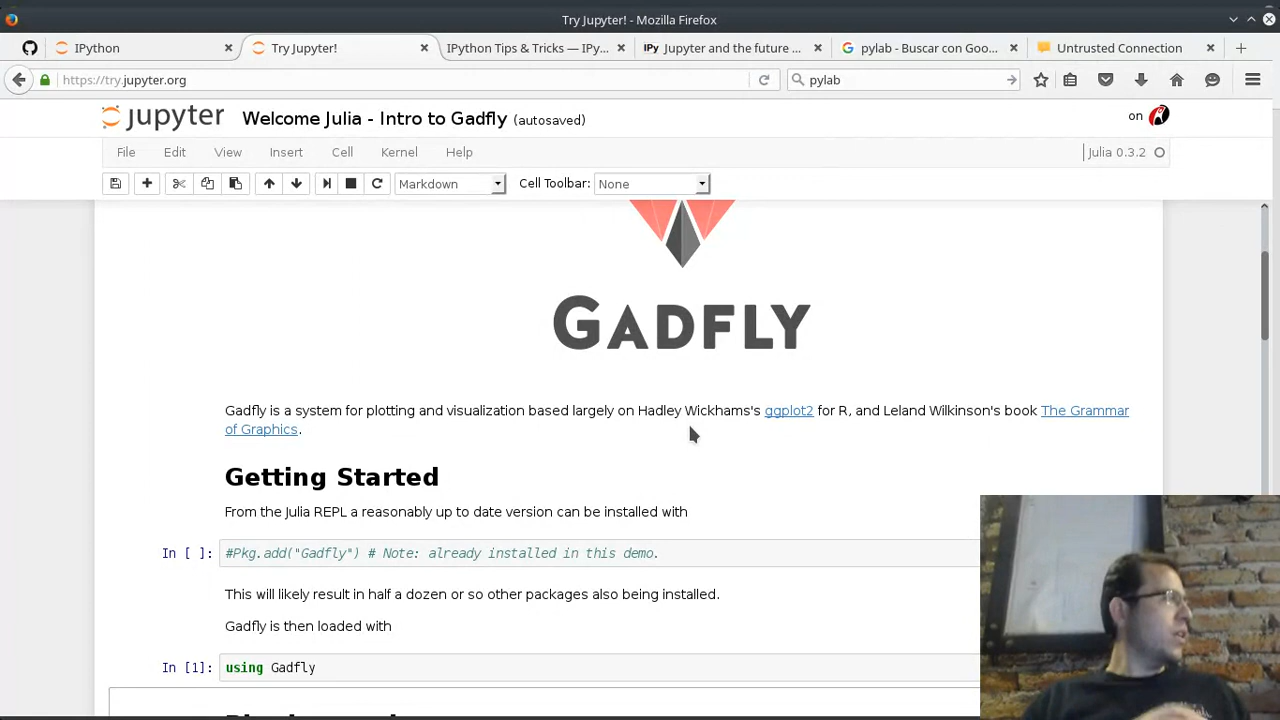 Try Jupyter! - Mozilla Firefox
IPython
Try Jupyter!
IPython Tips & Tricks — IPy...
IPy Jupyter and the future ...
pylab - Buscar con Goo...
Untrusted Connection
https://try.jupyter.org
pylab
jupyter Welcome Julia - Intro to Gadfly (autosaved)
on
File Edit View Insert Cell Kernel Help
Julia 0.3.2
Markdown Cell Toolbar: None
GADFLY
Gadfly is a system for plotting and visualization based largely on Hadley Wickhams's ggplot2 for R, and Leland Wilkinson's book The Grammar
of Graphics.
Getting Started
From the Julia REPL a reasonably up to date version can be installed with
In [ ]: #Pkg.add("Gadfly") # Note: already installed in this demo.
This will likely result in half a dozen or so other packages also being installed.
Gadfly is then loaded with
In [1]: using Gadfly